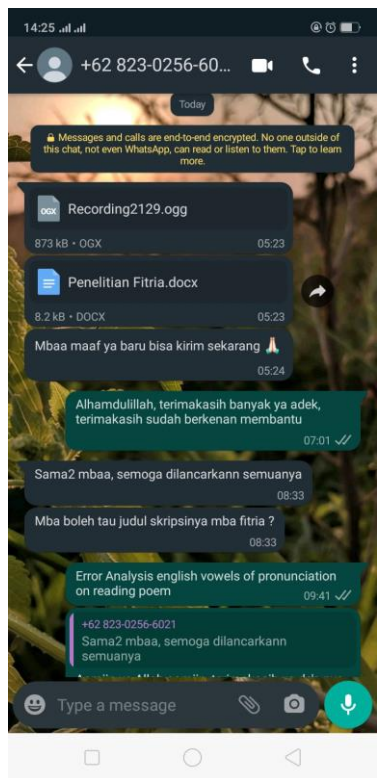 14:25
+62 823-0256-60...
Today
Messages and calls are end-to-end encrypted. No one outside of
this chat, not even WhatsApp, can read or listen to them. Tap to learn
more.
OGX
Recording2129.ogg
873 kB • OGX
05:23
Penelitian Fitria.docx
8.2 kB • DOCX
05:23
Mbaa maaf ya baru bisa kirim sekarang 🙏🏻
05:24
Alhamdulillah, terimakasih banyak ya adek,
terimakasih sudah berkenan membantu
07:01
Sama2 mbaa, semoga dilancarkann semuanya
08:33
Mba boleh tau judul skripsinya mba fitria ?
08:33
Error Analysis english vowels of pronunciation
on reading poem
09:41
+62 823-0256-6021
Sama2 mbaa, semoga dilancarkann
semuanya
Type a message